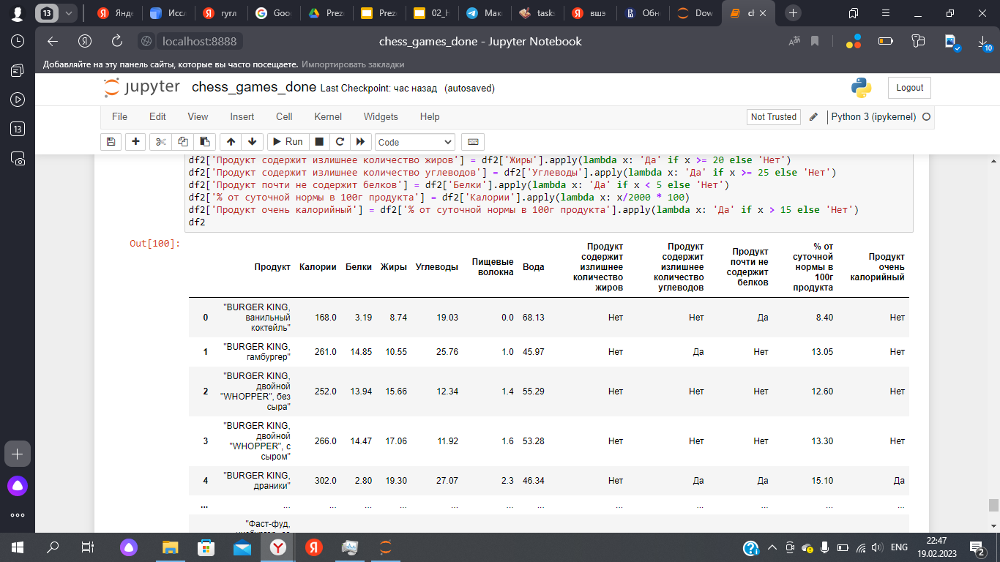 13
Янде
Иссл
гугл
Goo
Prez
Prez
02_H
Мак
tasks
вшэ
Обн
Dow
cl
localhost:8888
chess_games_done - Jupyter Notebook
10
Добавляйте на эту панель сайты, которые вы часто посещаете. Импортировать закладки
jupyter chess_games_done Last Checkpoint: час назад (autosaved)
Logout
File Edit View Insert Cell Kernel Widgets Help
Not Trusted
Python 3 (ipykernel)
13
Run
Code
df2['Продукт содержит излишнее количество жиров'] = df2['Жиры'].apply(lambda x: 'Да' if x >= 20 else 'Нет')
df2['Продукт содержит излишнее количество углеводов'] = df2['Углеводы'].apply(lambda x: 'Да' if x >= 25 else 'Нет')
df2['Продукт почти не содержит белков'] = df2['Белки'].apply(lambda x: 'Да' if x < 5 else 'Нет')
df2['% от суточной нормы в 100г продукта'] = df2['Калории'].apply(lambda x: x/2000 * 100)
df2['Продукт очень калорийный'] = df2['% от суточной нормы в 100г продукта'].apply(lambda x: 'Да' if x > 15 else 'Нет')
df2
Out[100]:
Продукт
Калории
Белки
Жиры
Углеводы
Пищевые
волокна
Вода
Продукт
содержит
излишнее
количество
жиров
Продукт
содержит
излишнее
количество
углеводов
Продукт
почти не
содержит
белков
% от
суточной
нормы в
100г
продукта
Продукт
очень
калорийный
0
"BURGER KING,
ванильный
коктейль"
168.0 3.19 8.74 19.03 0.0 68.13 Нет Нет Да 8.40 Нет
1
"BURGER KING,
гамбургер"
261.0 14.85 10.55 25.76 1.0 45.97 Нет Да Нет 13.05 Нет
2
"BURGER KING,
двойной
"WHOPPER", без
сыра"
252.0 13.94 15.66 12.34 1.4 55.29 Нет Нет Нет 12.60 Нет
3
"BURGER KING,
двойной
"WHOPPER", с
сыром"
266.0 14.47 17.06 11.92 1.6 53.28 Нет Нет Нет 13.30 Нет
4
"BURGER KING,
драники"
302.0 2.80 19.30 27.07 2.3 46.34 Нет Да Да 15.10 Да
... ... ... ... ... ... ... ... ... ... ... ... ...
"Фаст-фуд,
ENG
22:47
19.02.2023
2